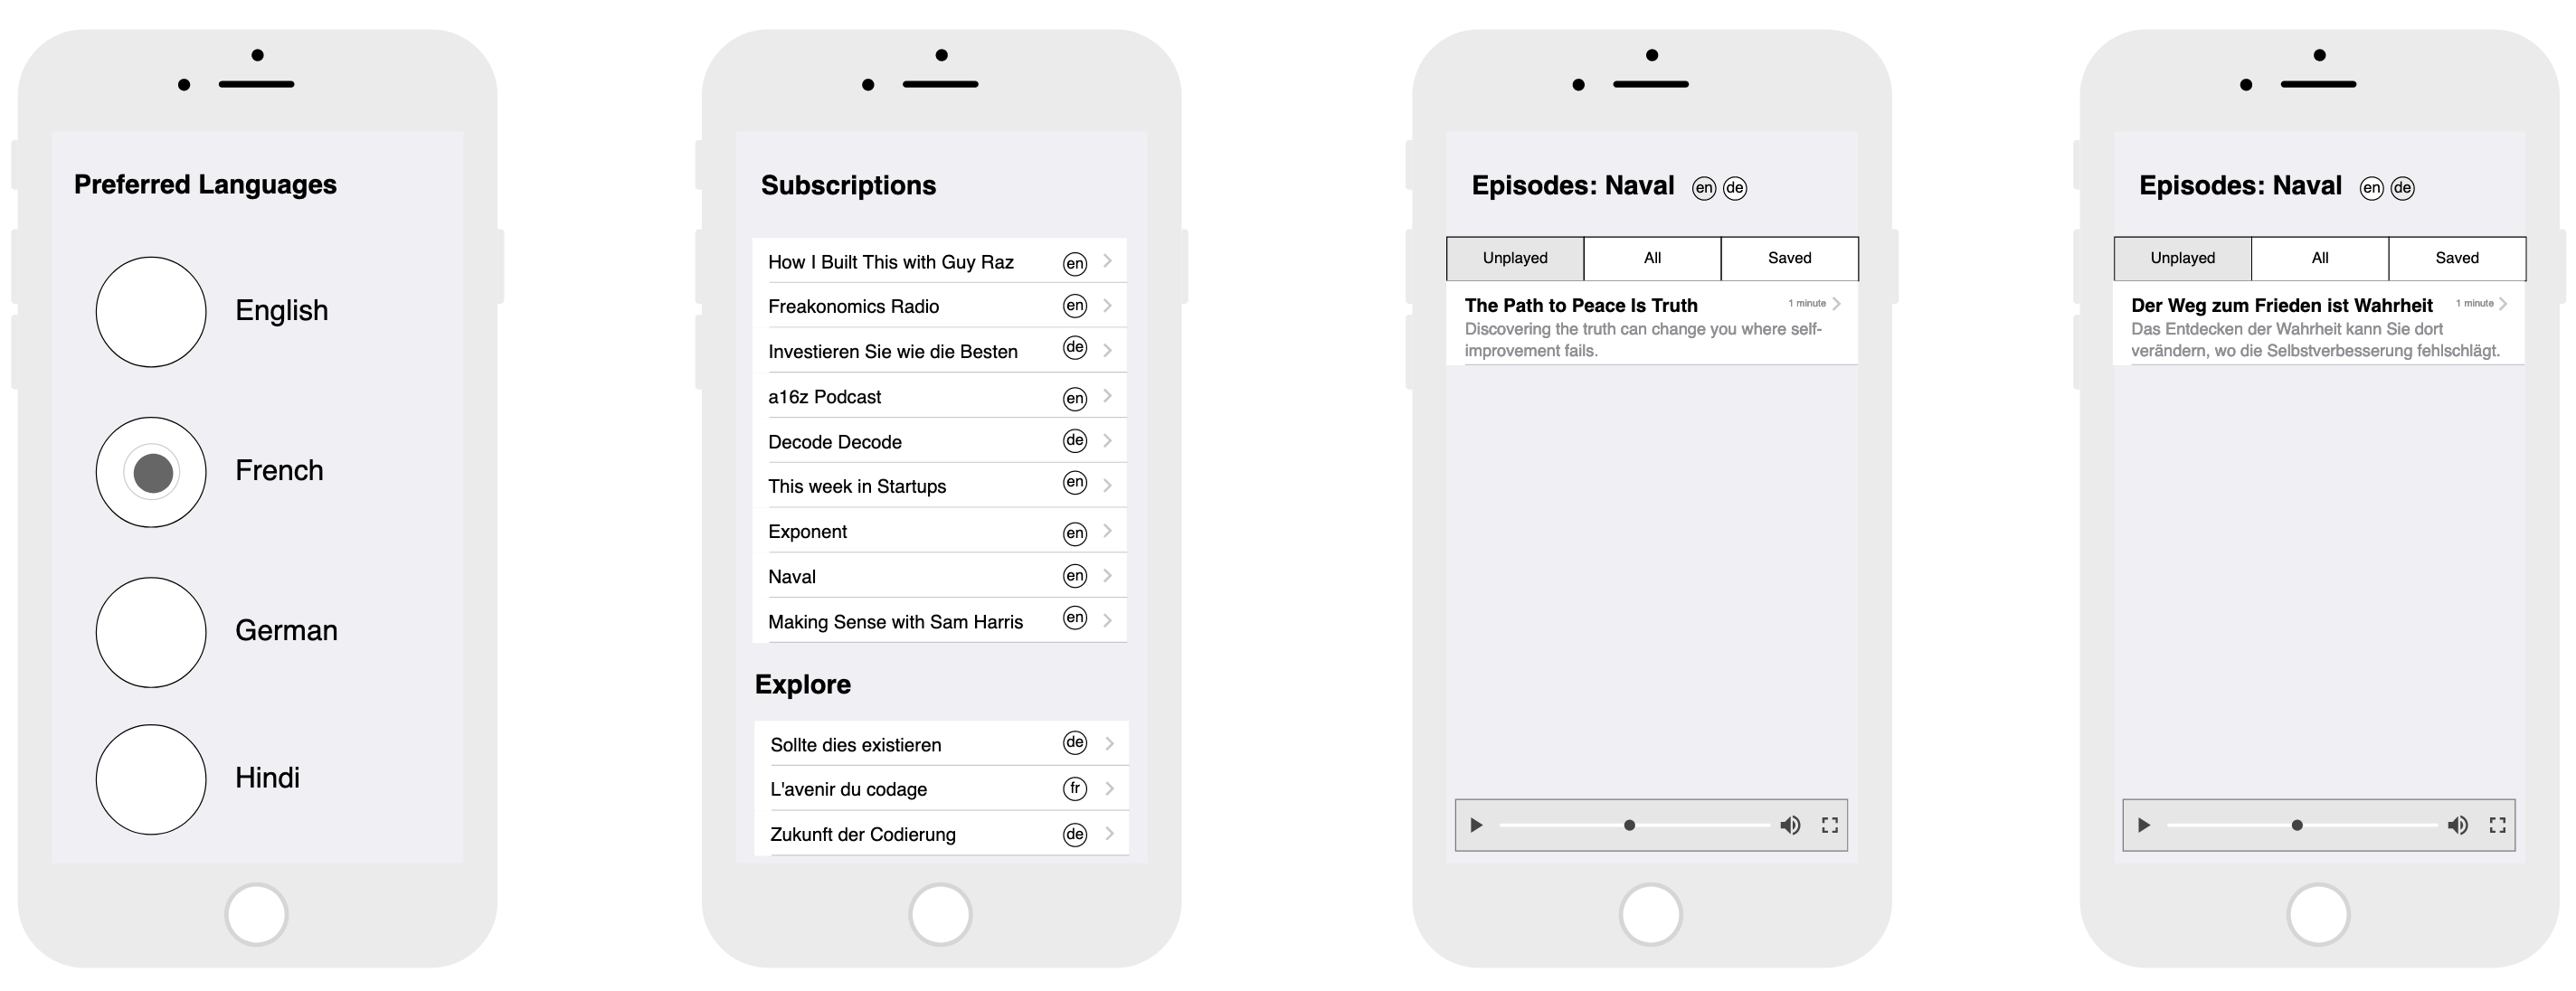 Preferred Languages
English
French
German
Hindi
Subscriptions
How I Built This with Guy Raz en
Freakonomics Radio en
Investieren Sie wie die Besten de
a16z Podcast en
Decode Decode de
This week in Startups en
Exponent en
Naval en
Making Sense with Sam Harris en
Explore
Sollte dies existieren de
L'avenir du codage fr
Zukunft der Codierung de
Episodes: Naval en de
Unplayed All Saved
The Path to Peace Is Truth 1 minute
Discovering the truth can change you where self-
improvement fails.
Episodes: Naval en de
Unplayed All Saved
Der Weg zum Frieden ist Wahrheit 1 minute
Das Entdecken der Wahrheit kann Sie dort
verändern, wo die Selbstverbesserung fehlschlägt.